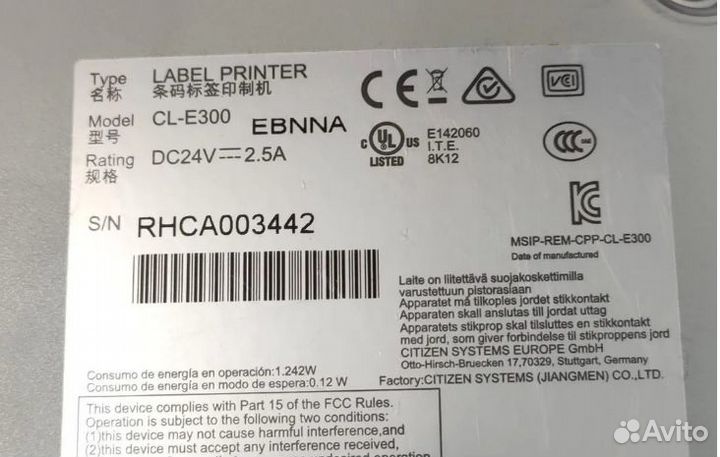 Type LABEL PRINTER
名称 条码标签印制机
Model CL-E300 EBNNA
型号
Rating DC24V 2.5A
规格
S/N RHCA003442
CE
VCI
c UL US
LISTED
E142060
I.T.E.
8K12
CCC
MSIP-REM-CPP-CL-E300
Date of manufactured
Laite on liitettävä suojakoskettimilla
varustettuun pistorasiaan
Apparatet må tilkoples jordet stikkontakt
Apparaten skall anslutas till jordat uttag
Apparatets stikprop skal tilsluttes en stikkontakt
med jord, som giver forbindelse til stikproppens jord
CITIZEN SYSTEMS EUROPE GmbH
Otto-Hirsch-Bruecken 17,70329, Stuttgart, Germany
Factory:CITIZEN SYSTEMS (JIANGMEN) CO.,LTD.
Consumo de energía en operación:1.242W
Consumo de energía en modo de espera:0.12 W
This device complies with Part 15 of the FCC Rules.
Operation is subject to the following two conditions:
(1)this device may not cause harmful interference,and
(2)this device must accept any interference received,
Avito